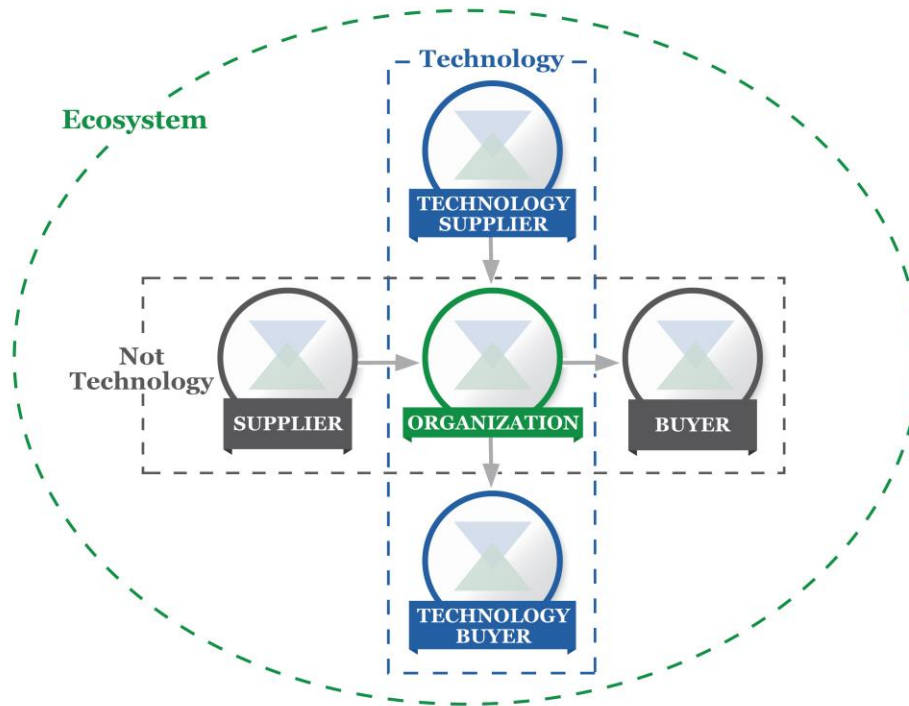 Technology
Ecosystem
TECHNOLOGY
SUPPLIER
Not
Technology
SUPPLIER
ORGANIZATION
BUYER
TECHNOLOGY
BUYER